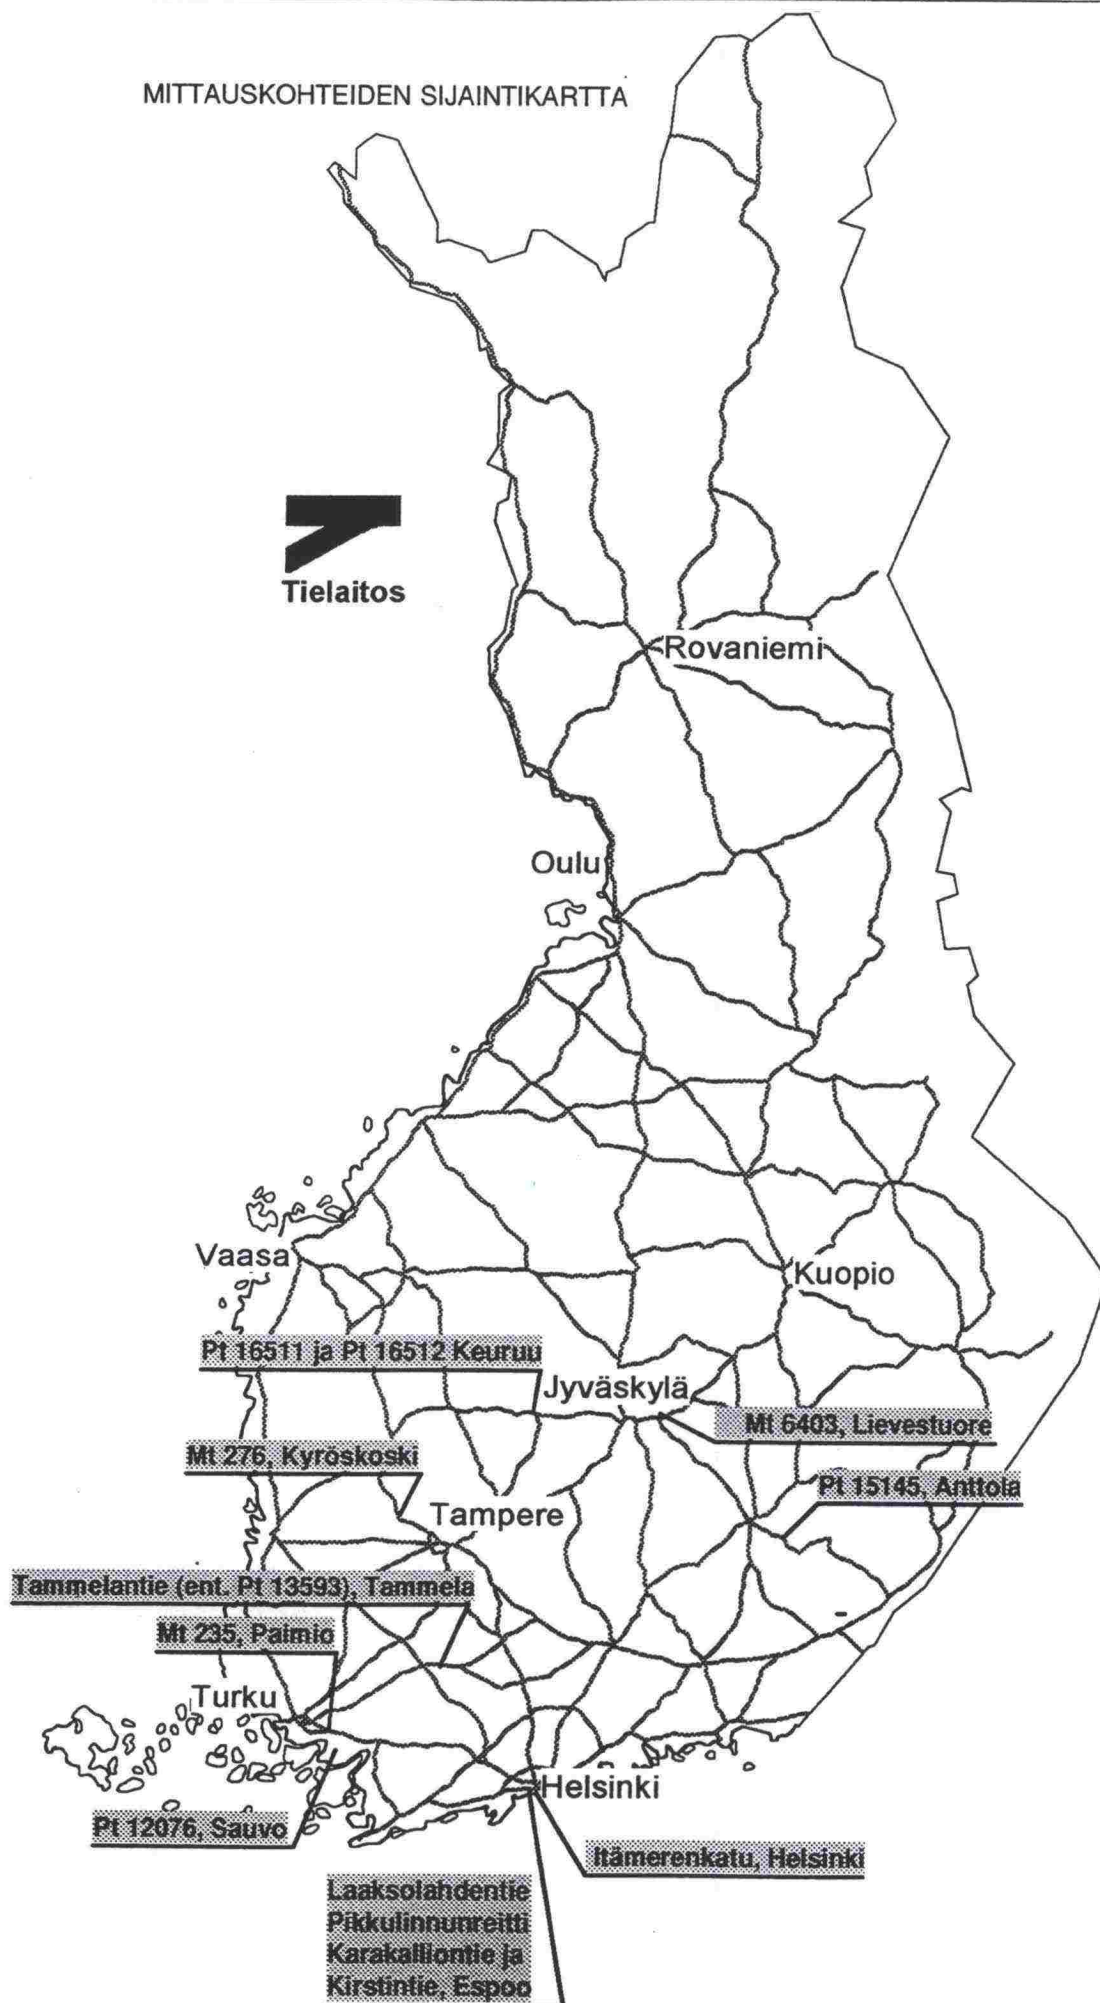 MITTAUSKOHTEIDEN SIJAINTIKARTTA
Tielaitos
Rovaniemi
Oulu
Vaasa
Kuopio
Pt 16511 ja Pt 16512 Keuruu
Jyväskylä
Mt 6403, Lievestuore
Mt 276, Kyröskoski
Pt 15145, Anttola
Tampere
Tammelantie (ent. Pt 13593), Tammela
Mt 235, Paimio
Turku
Helsinki
Pt 12076, Sauvo
Itämerenkatu, Helsinki
Laaksolahdentie
Pikkulinnunreitti
Karakalliontie ja
Kirstintie, Espoo